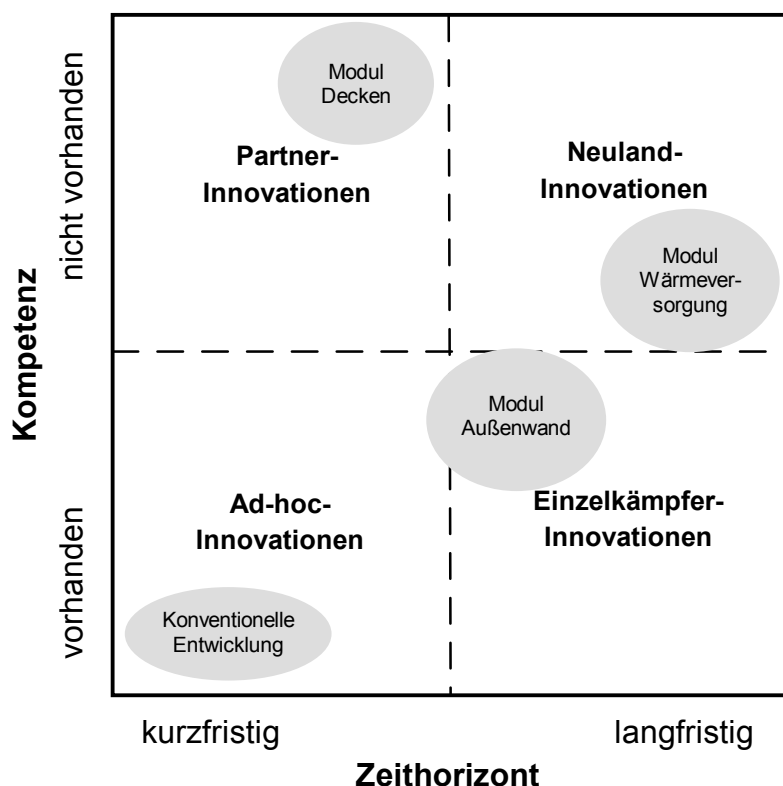 Modul
Decken
Partner-
Innovationen
Neuland-
Innovationen
Modul
Wärmever-
sorgung
Modul
Außenwand
Ad-hoc-
Innovationen
Einzelkämpfer-
Innovationen
Konventionelle
Entwicklung
Kompetenz
nicht vorhanden
vorhanden
kurzfristig
langfristig
Zeithorizont